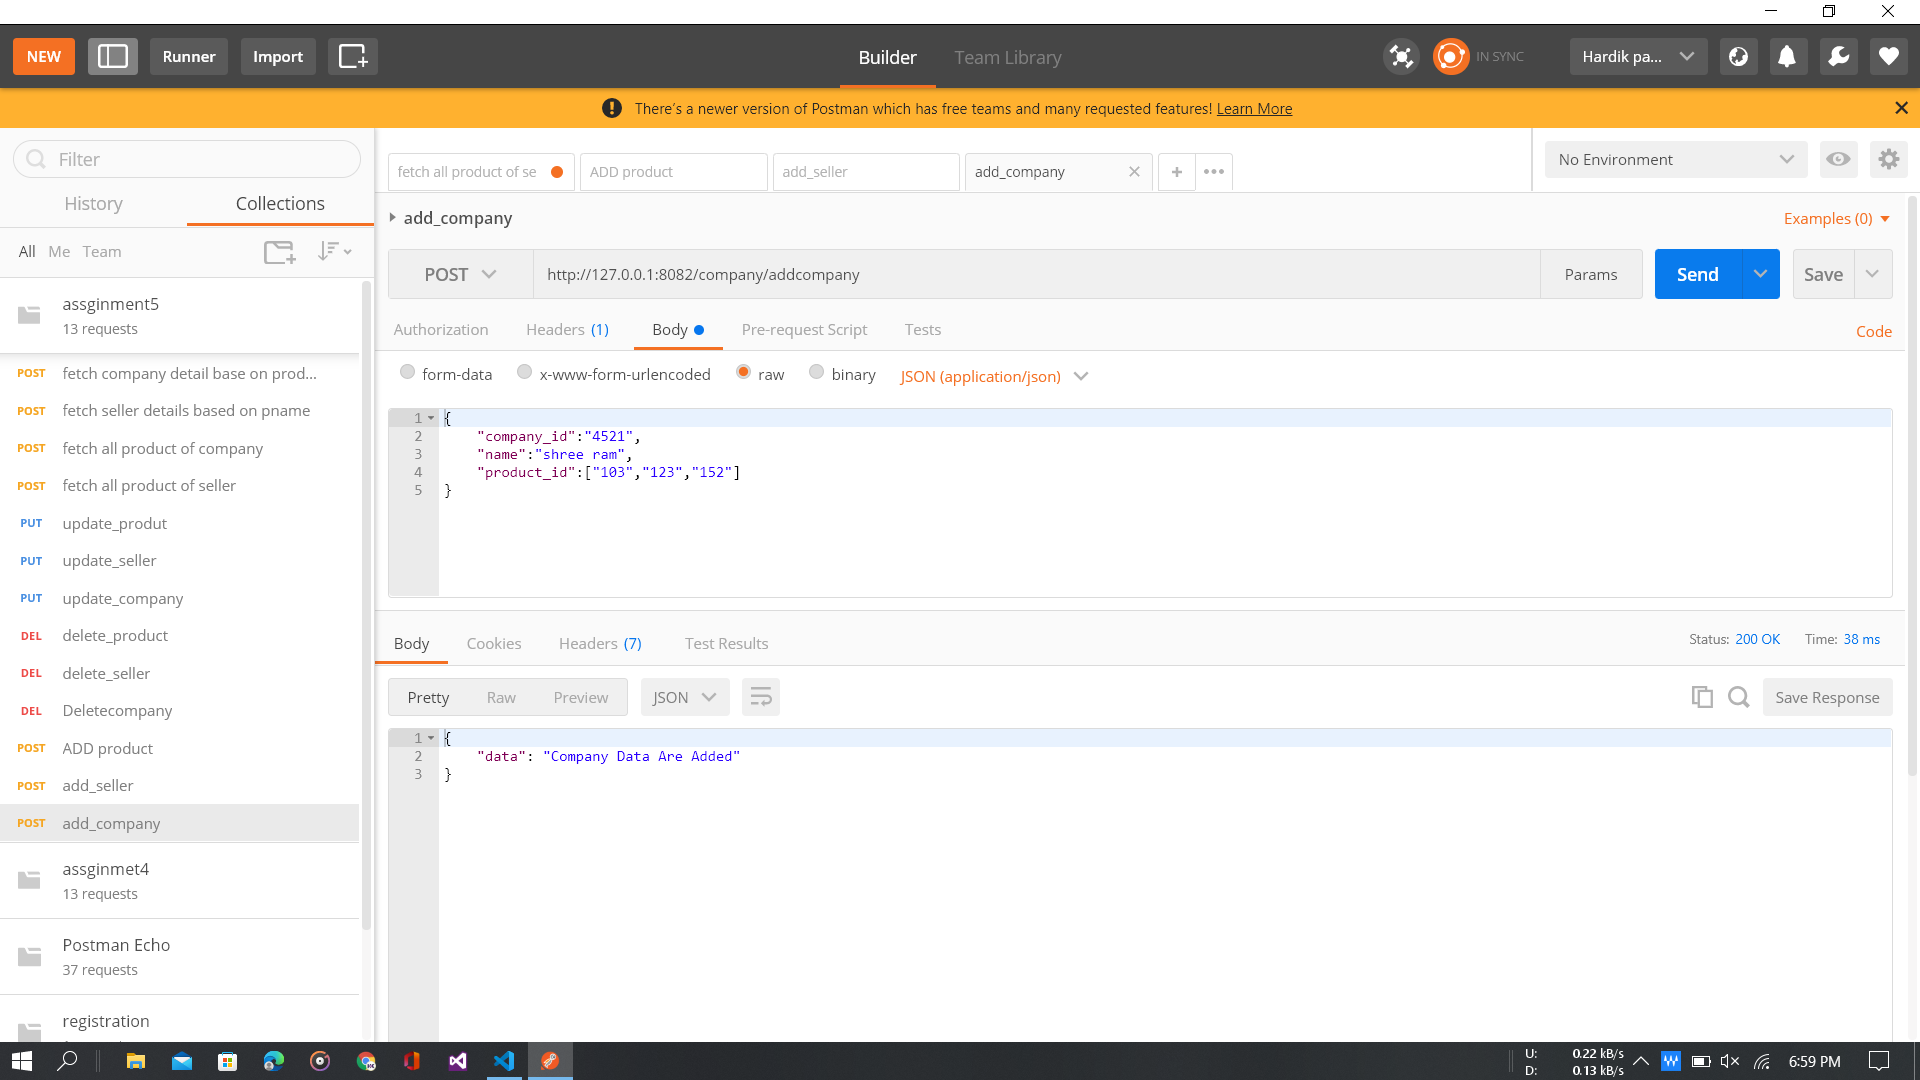 NEW
Runner
Import
Builder
Team Library
IN SYNC
Hardik pa...
There's a newer version of Postman which has free teams and many requested features! Learn More
Filter
History
Collections
All Me Team
assginment5
13 requests
POST fetch company detail base on prod...
POST fetch seller details based on pname
POST fetch all product of company
POST fetch all product of seller
PUT update_produt
PUT update_seller
PUT update_company
DEL delete_product
DEL delete_seller
DEL Deletecompany
POST ADD product
POST add_seller
POST add_company
assginmet4
13 requests
Postman Echo
37 requests
registration
fetch all product of se
ADD product
add_seller
add_company
No Environment
add_company
Examples (0)
POST
http://127.0.0.1:8082/company/addcompany
Params
Send
Save
Authorization
Headers (1)
Body
Pre-request Script
Tests
Code
form-data
x-www-form-urlencoded
raw
binary
JSON (application/json)
1 {
2 "company_id":"4521",
3 "name":"shree ram",
4 "product_id":["103","123","152"]
5 }
Body
Cookies
Headers (7)
Test Results
Status: 200 OK
Time: 38 ms
Pretty
Raw
Preview
JSON
Save Response
1 {
2 "data": "Company Data Are Added"
3 }
U: 0.22 kB/s
D: 0.13 kB/s
6:59 PM